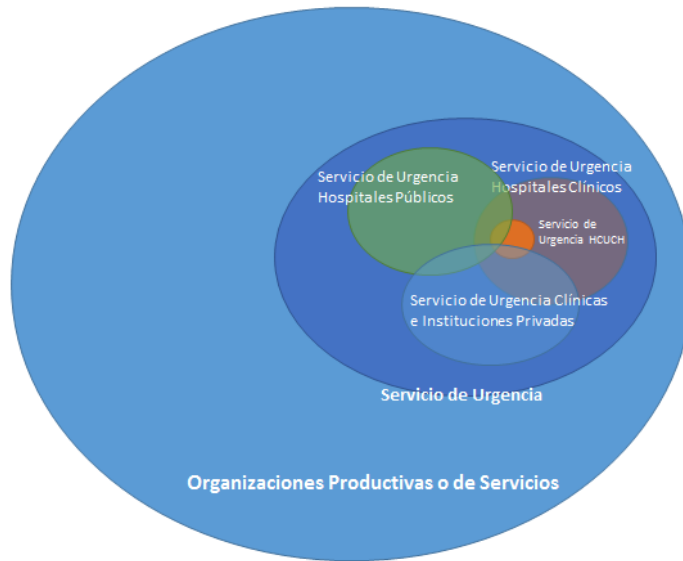 Servicio de Urgencia
Hospitales Clínicos
Servicio de Urgencia
Hospitales Públicos
Servicio de
Urgencia HCUCH
Servicio de Urgencia Clínicas
e Instituciones Privadas
Servicio de Urgencia
Organizaciones Productivas o de Servicios